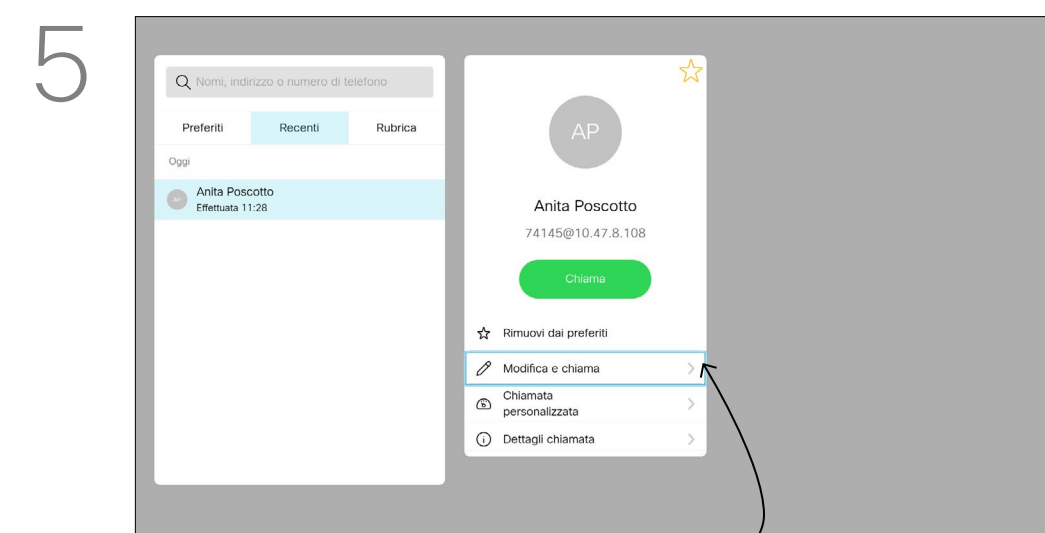 5
Nomi, indirizzo o numero di telefono
Preferiti Recenti Rubrica
Oggi
AP
Anita Poscotto
Effettuata 11:28
AP
Anita Poscotto
74145@10.47.8.108
Chiama
Rimuovi dai preferiti
Modifica e chiama
Chiamata
personalizzata
Dettagli chiamata